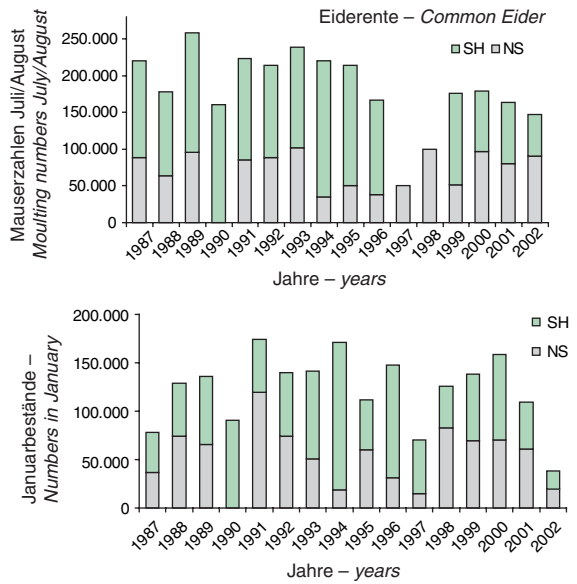 Eiderente – Common Eider
SH NS
Mauserzahlen Juli/August
Moulting numbers July/August
250.000
200.000
150.000
100.000
50.000
0
1987 1988 1989 1990 1991 1992 1993 1994 1995 1996 1997 1998 1999 2000 2001 2002
Jahre – years
Januarbestände –
Numbers in January
200.000
150.000
100.000
50.000
0
SH
NS
1987 1988 1989 1990 1991 1992 1993 1994 1995 1996 1997 1998 1999 2000 2001 2002
Jahre – years